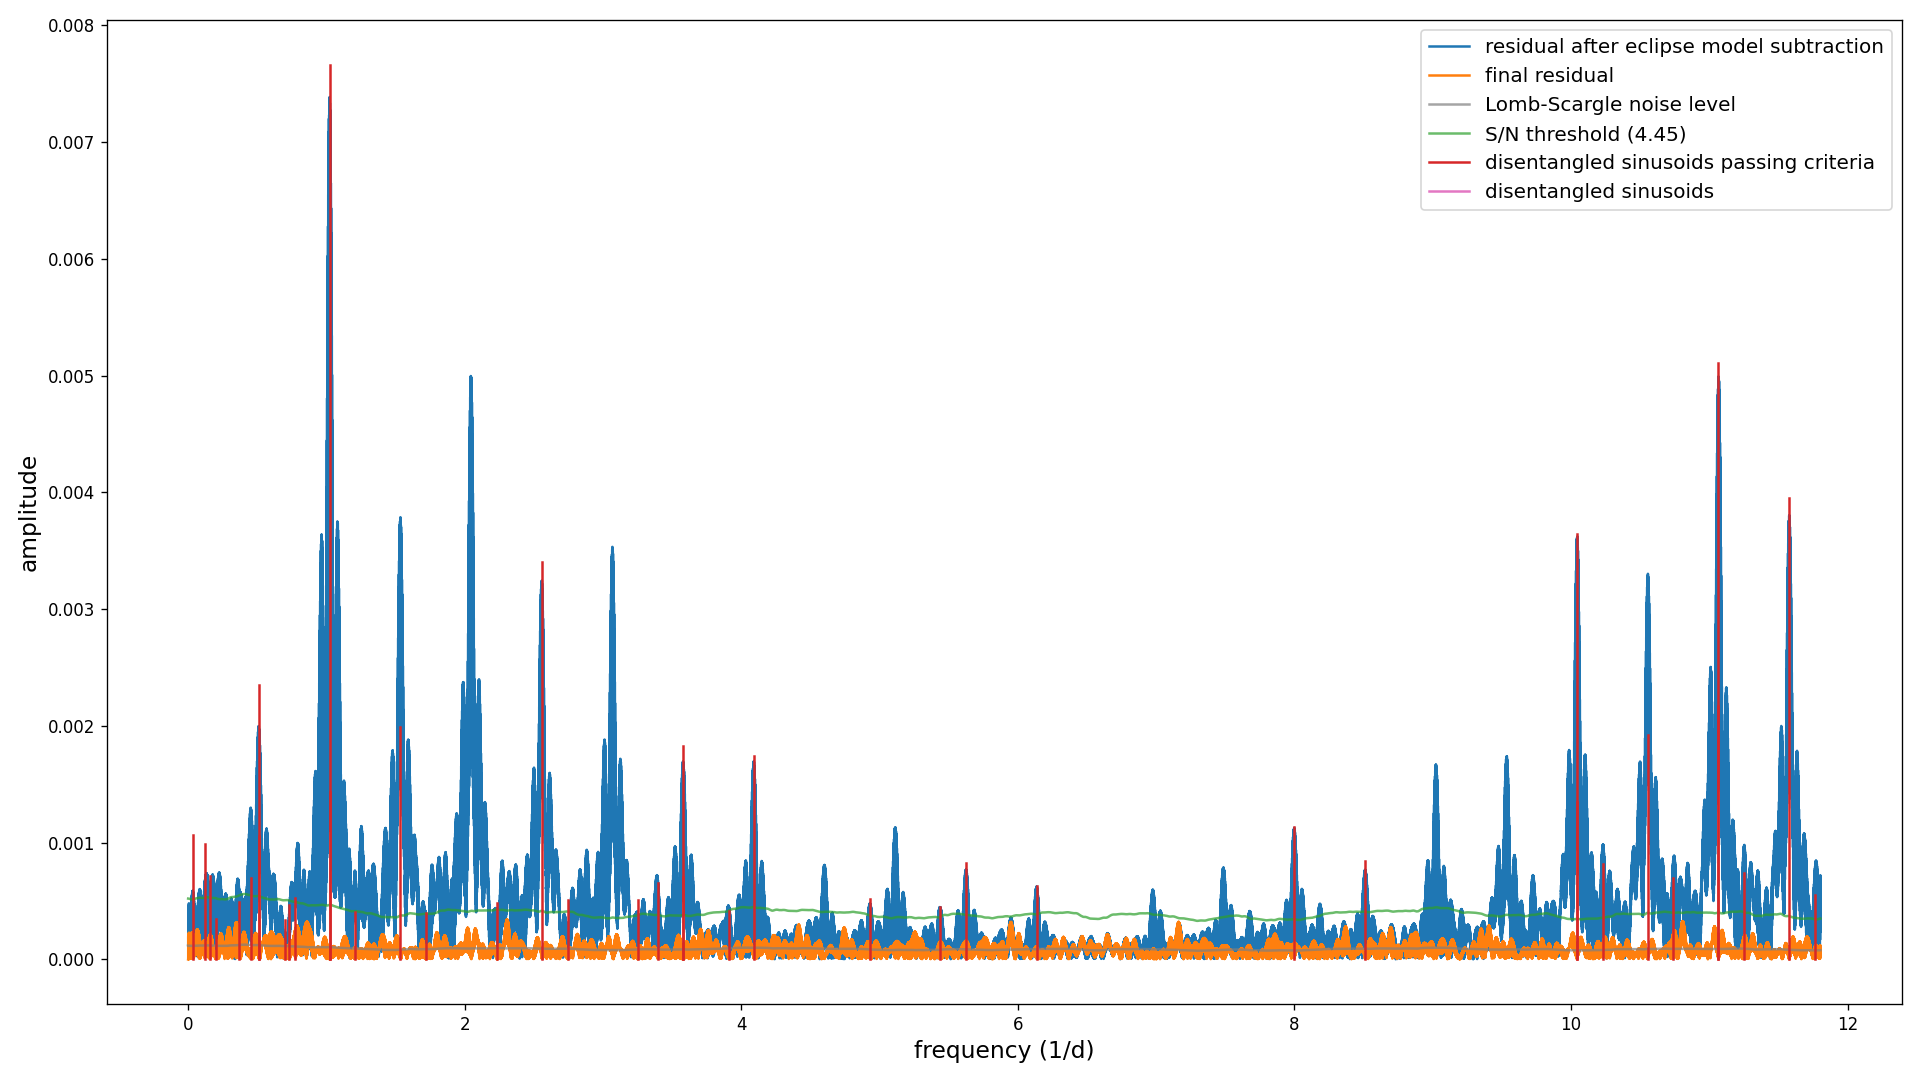 residual after eclipse model subtraction
final residual
Lomb-Scargle noise level
S/N threshold (4.45)
disentangled sinusoids passing criteria
disentangled sinusoids
amplitude
0.008
0.007
0.006
0.005
0.004
0.003
0.002
0.001
0.000
0 2 4 6 8 10 12
frequency (1/d)